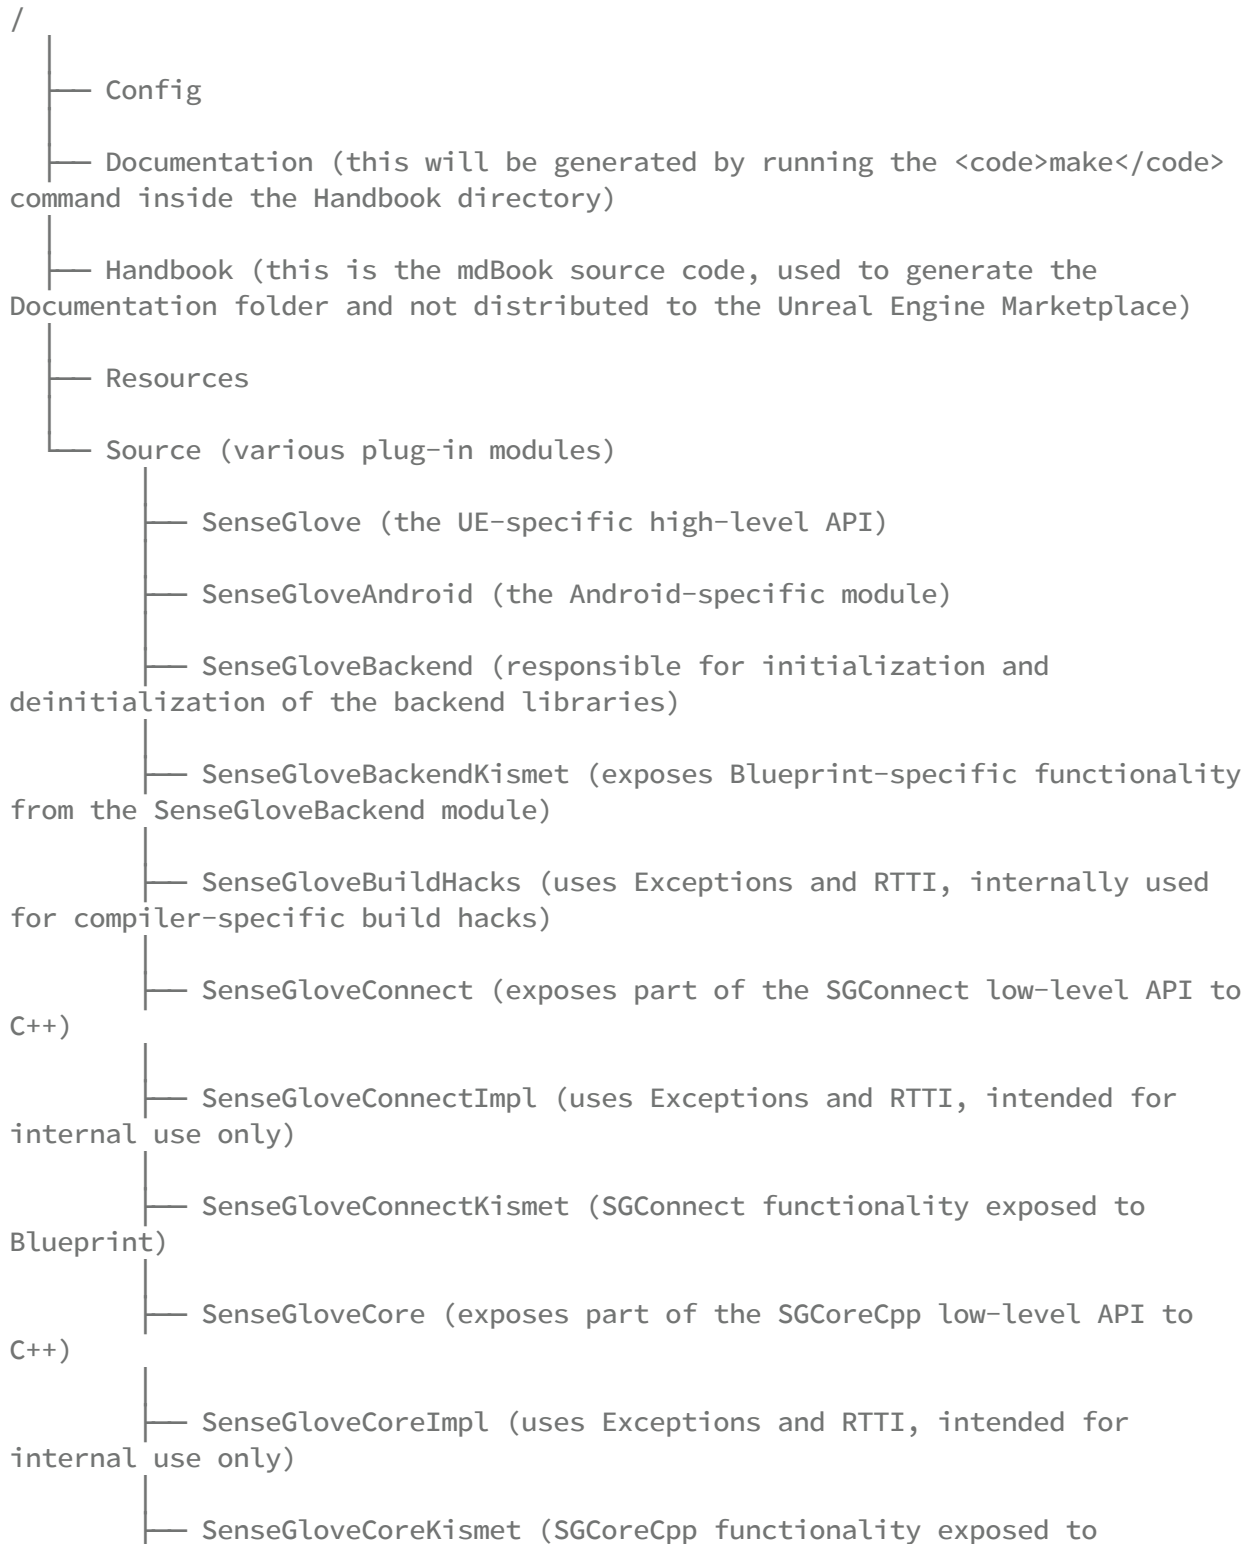 /
├── Config
├── Documentation (this will be generated by running the <code>make</code>
command inside the Handbook directory)
├── Handbook (this is the mdBook source code, used to generate the
Documentation folder and not distributed to the Unreal Engine Marketplace)
├── Resources
└── Source (various plug-in modules)
├── SenseGlove (the UE-specific high-level API)
├── SenseGloveAndroid (the Android-specific module)
├── SenseGloveBackend (responsible for initialization and
deinitialization of the backend libraries)
├── SenseGloveBackendKismet (exposes Blueprint-specific functionality
from the SenseGloveBackend module)
├── SenseGloveBuildHacks (uses Exceptions and RTTI, internally used
for compiler-specific build hacks)
├── SenseGloveConnect (exposes part of the SGConnect low-level API to
C++)
├── SenseGloveConnectImpl (uses Exceptions and RTTI, intended for
internal use only)
├── SenseGloveConnectKismet (SGConnect functionality exposed to
Blueprint)
├── SenseGloveCore (exposes part of the SGCoreCpp low-level API to
C++)
├── SenseGloveCoreImpl (uses Exceptions and RTTI, intended for
internal use only)
├── SenseGloveCoreKismet (SGCoreCpp functionality exposed to